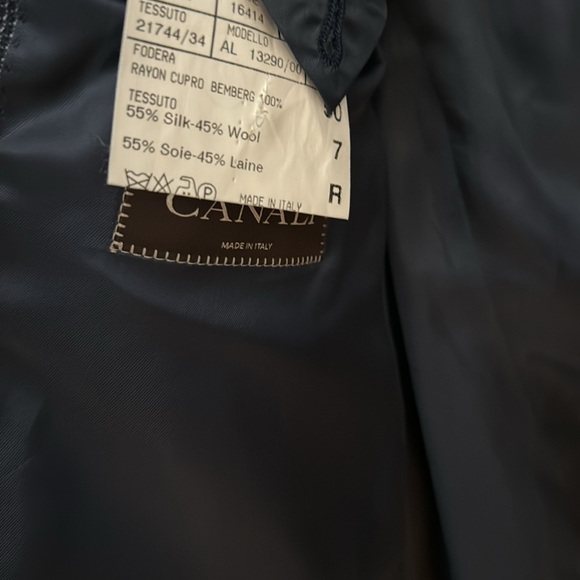 TESSUTO
21744/34
16414
MODELLO
AL 13290/00
FODERA
RAYON CUPRO BEMBERG 100%
TESSUTO
55% Silk-45% Wool
55% Soie-45% Laine
7
R
MADE IN ITALY
CANALI
MADE IN ITALY